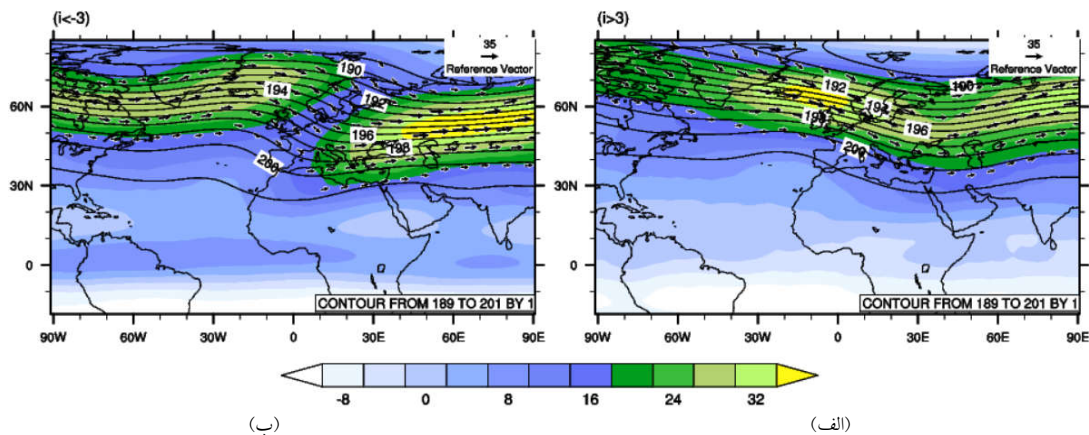 (i<-3)
35
Reference Vector
190
192
194
196
198
60N
30N
0
CONTOUR FROM 189 TO 201 BY 1
90W 60W 30W 0 30E 60E 90E
(i>3)
35
Reference Vector
190
192
196
60N
30N
0
CONTOUR FROM 189 TO 201 BY 1
90W 60W 30W 0 30E 60E 90E
-8 0 8 16 24 32
(ب)
(الف)